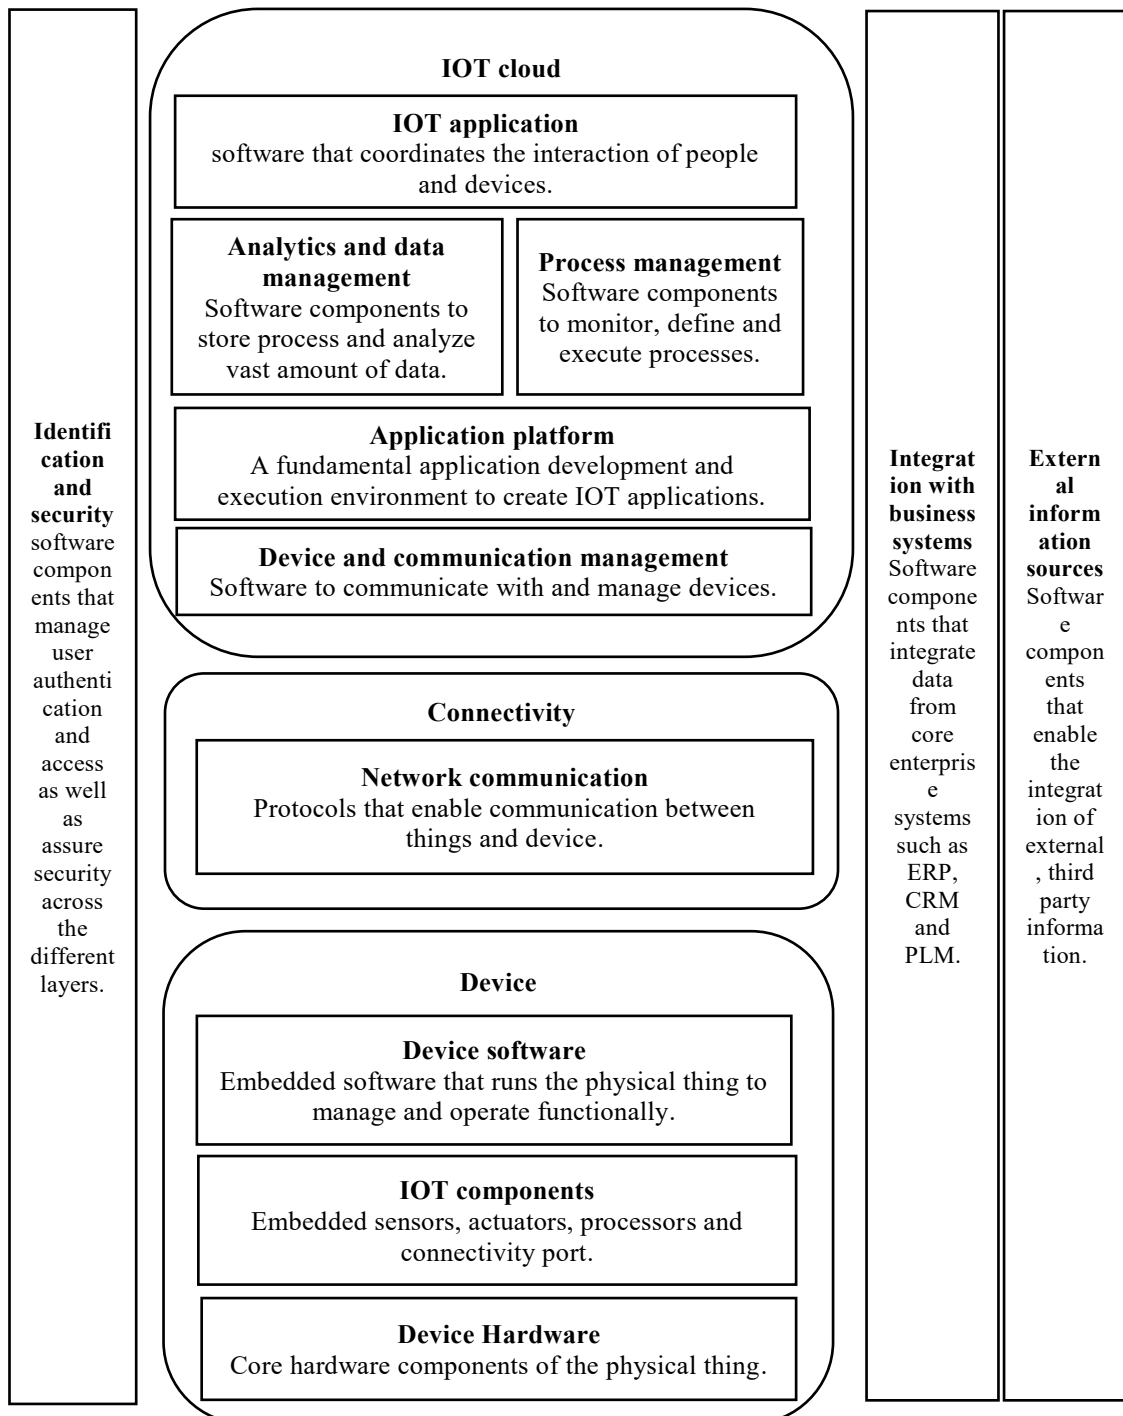 Identifi
cation
and
security
software
compon
ents that
manage
user
authenti
cation
and
access
as well
as
assure
security
across
the
different
layers.
IOT cloud
IOT application
software that coordinates the interaction of people
and devices.
Analytics and data
management
Software components to
store process and analyze
vast amount of data.
Process management
Software components
to monitor, define and
execute processes.
Application platform
A fundamental application development and
execution environment to create IOT applications.
Device and communication management
Software to communicate with and manage devices.
Connectivity
Network communication
Protocols that enable communication between
things and device.
Device
Device software
Embedded software that runs the physical thing to
manage and operate functionally.
IOT components
Embedded sensors, actuators, processors and
connectivity port.
Device Hardware
Core hardware components of the physical thing.
Integrat
ion with
business
systems
Software
compone
nts that
integrate
data
from
core
enterpris
e
systems
such as
ERP,
CRM
and
PLM.
Extern
al
inform
ation
sources
Softwar
e
compon
ents
that
enable
the
integrat
ion of
external
, third
party
informa
tion.